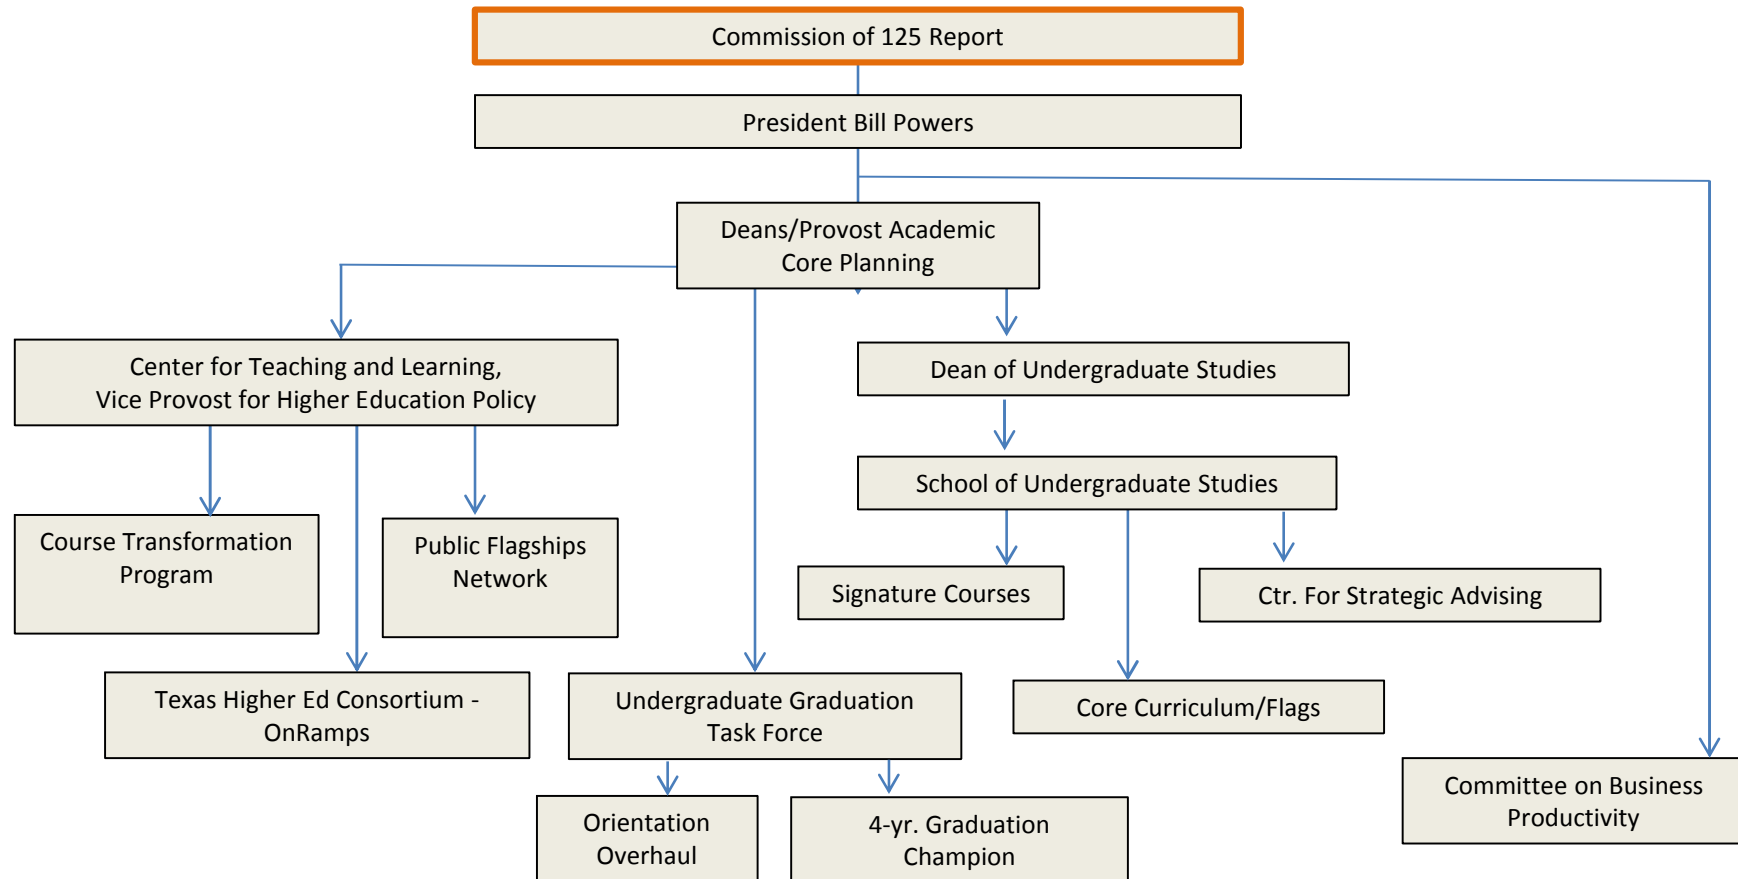 Commission of 125 Report
President Bill Powers
Deans/Provost Academic
Core Planning
Center for Teaching and Learning,
Vice Provost for Higher Education Policy
Dean of Undergraduate Studies
School of Undergraduate Studies
Course Transformation
Program
Public Flagships
Network
Signature Courses
Ctr. For Strategic Advising
Texas Higher Ed Consortium -
OnRamps
Undergraduate Graduation
Task Force
Core Curriculum/Flags
Committee on Business
Productivity
Orientation
Overhaul
4-yr. Graduation
Champion